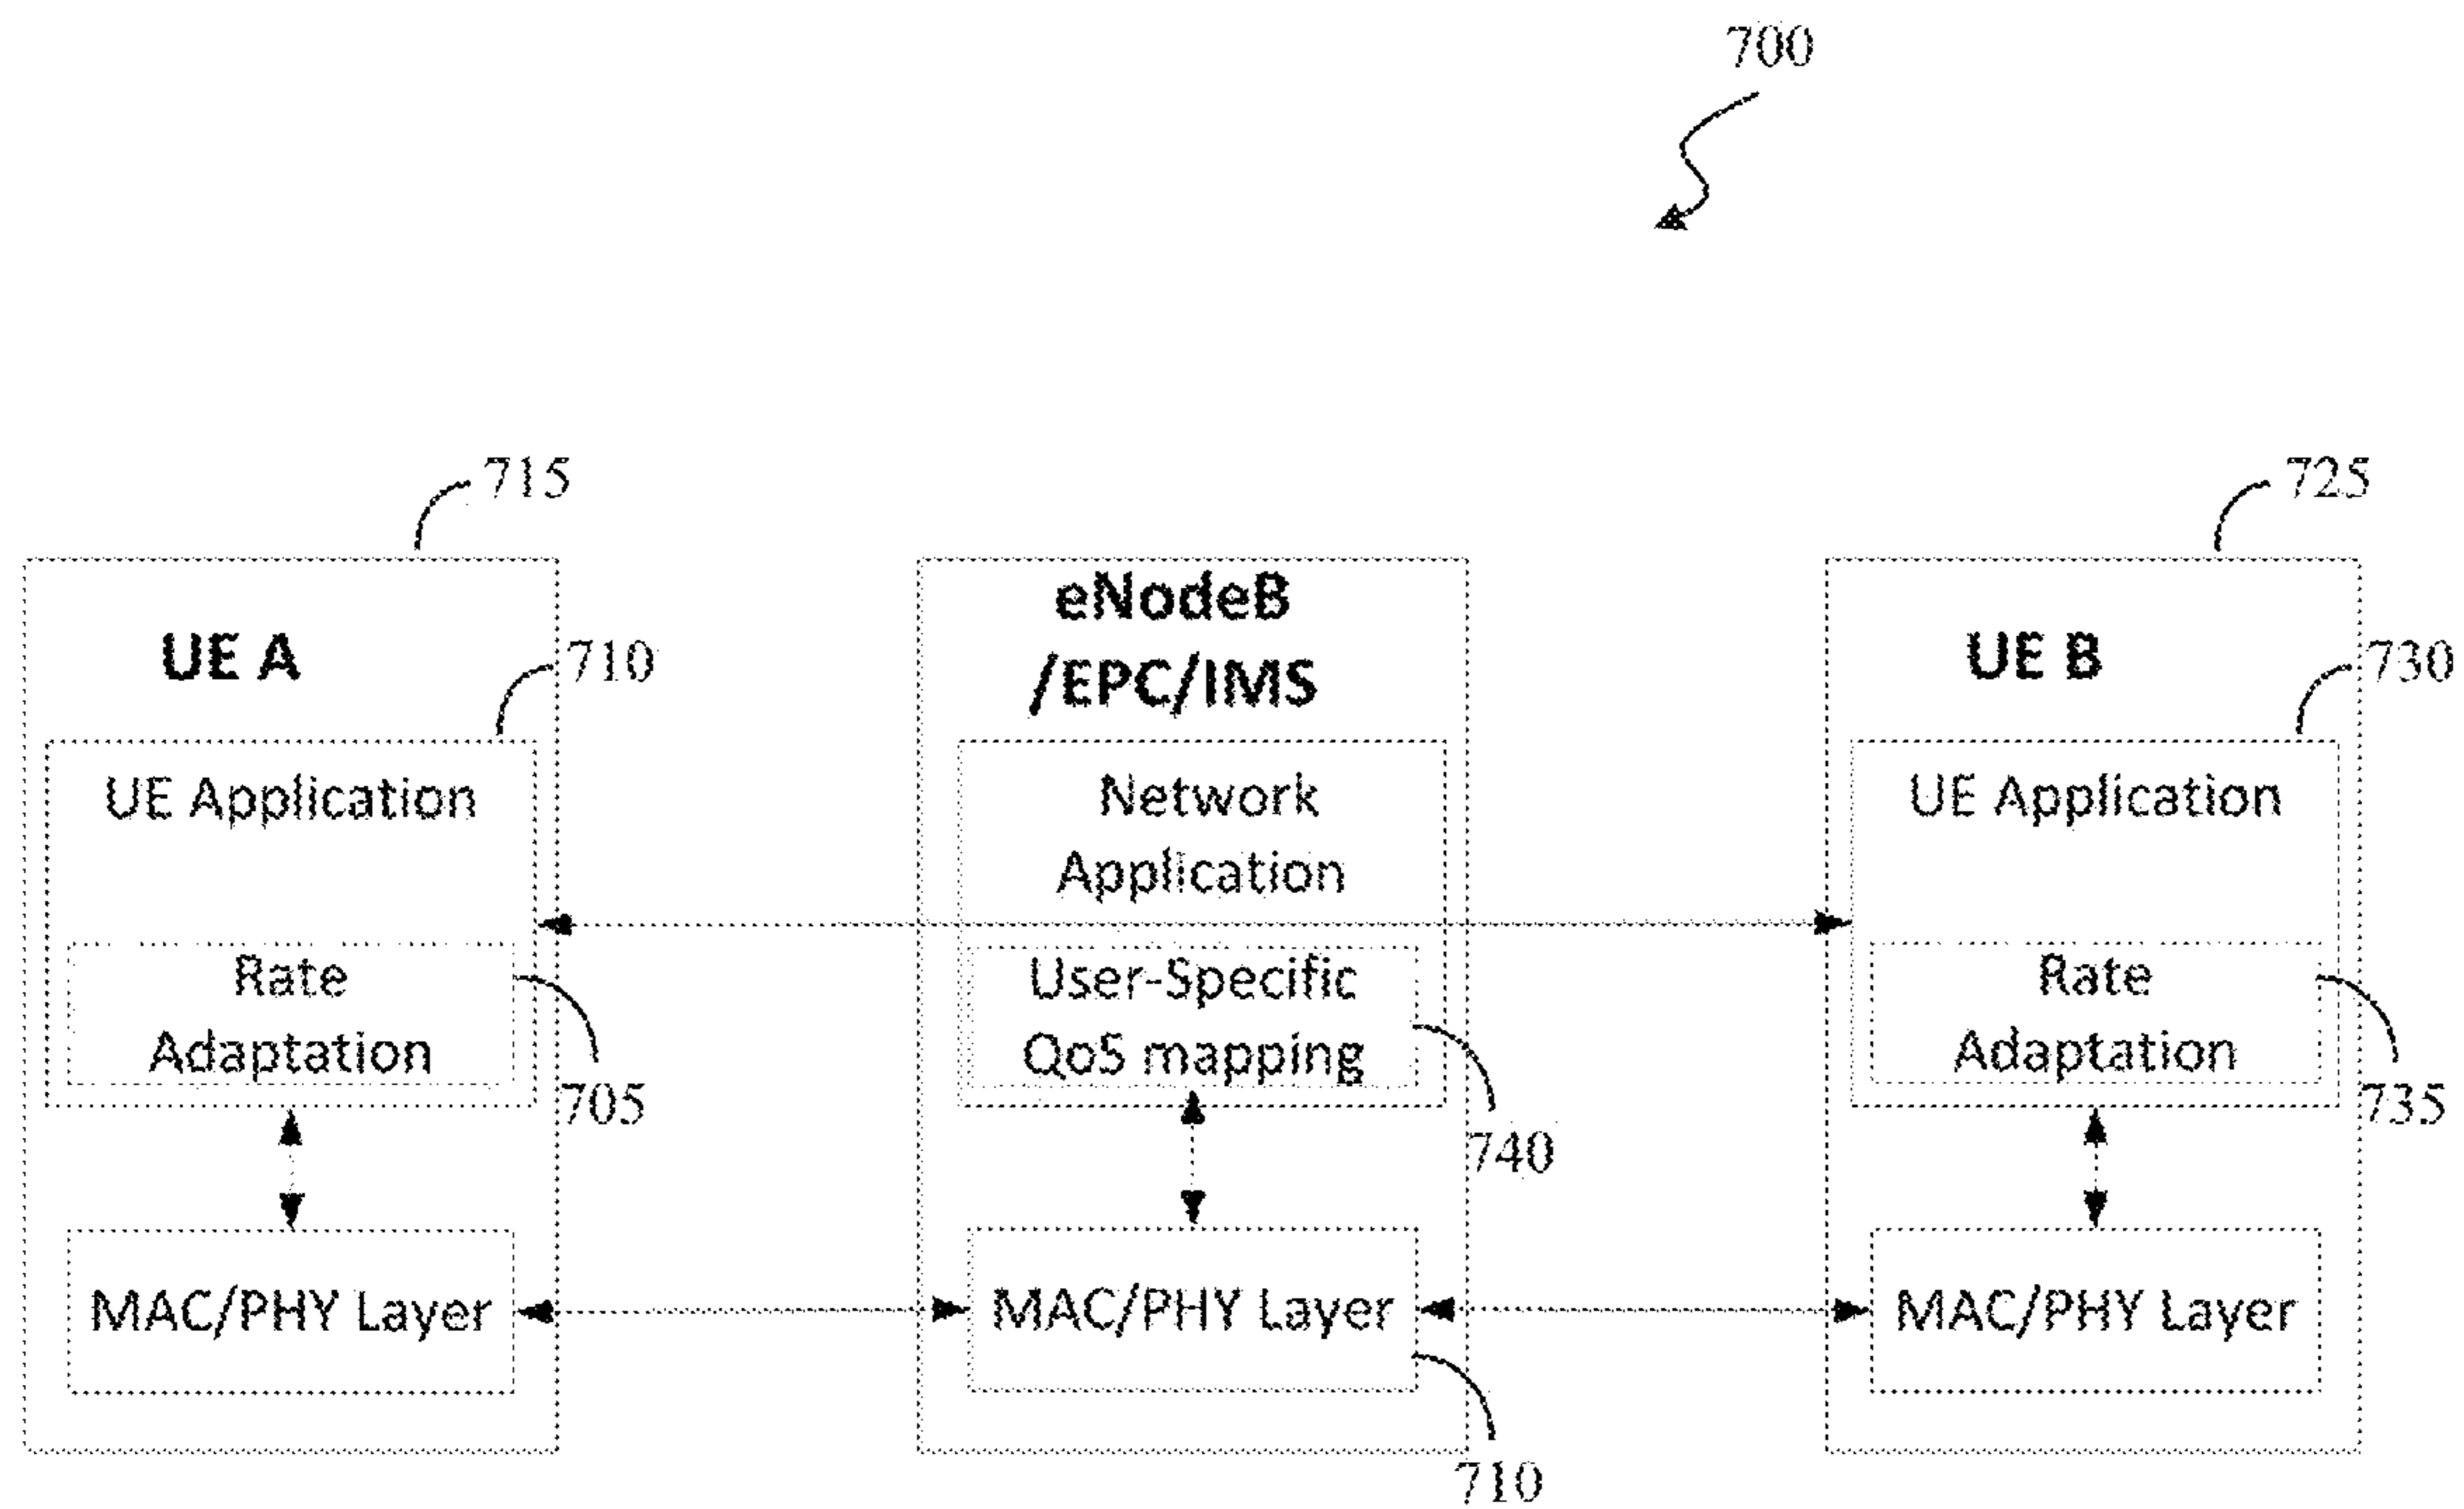 700
715
725
UE A
710
eNodeB
/EPC/IMS
UE B
730
UE Application
Network
Application
UE Application
Rate
Adaptation
705
User-Specific
QoS mapping
740
Rate
Adaptation
735
MAC/PHY Layer
MAC/PHY Layer
710
MAC/PHY Layer